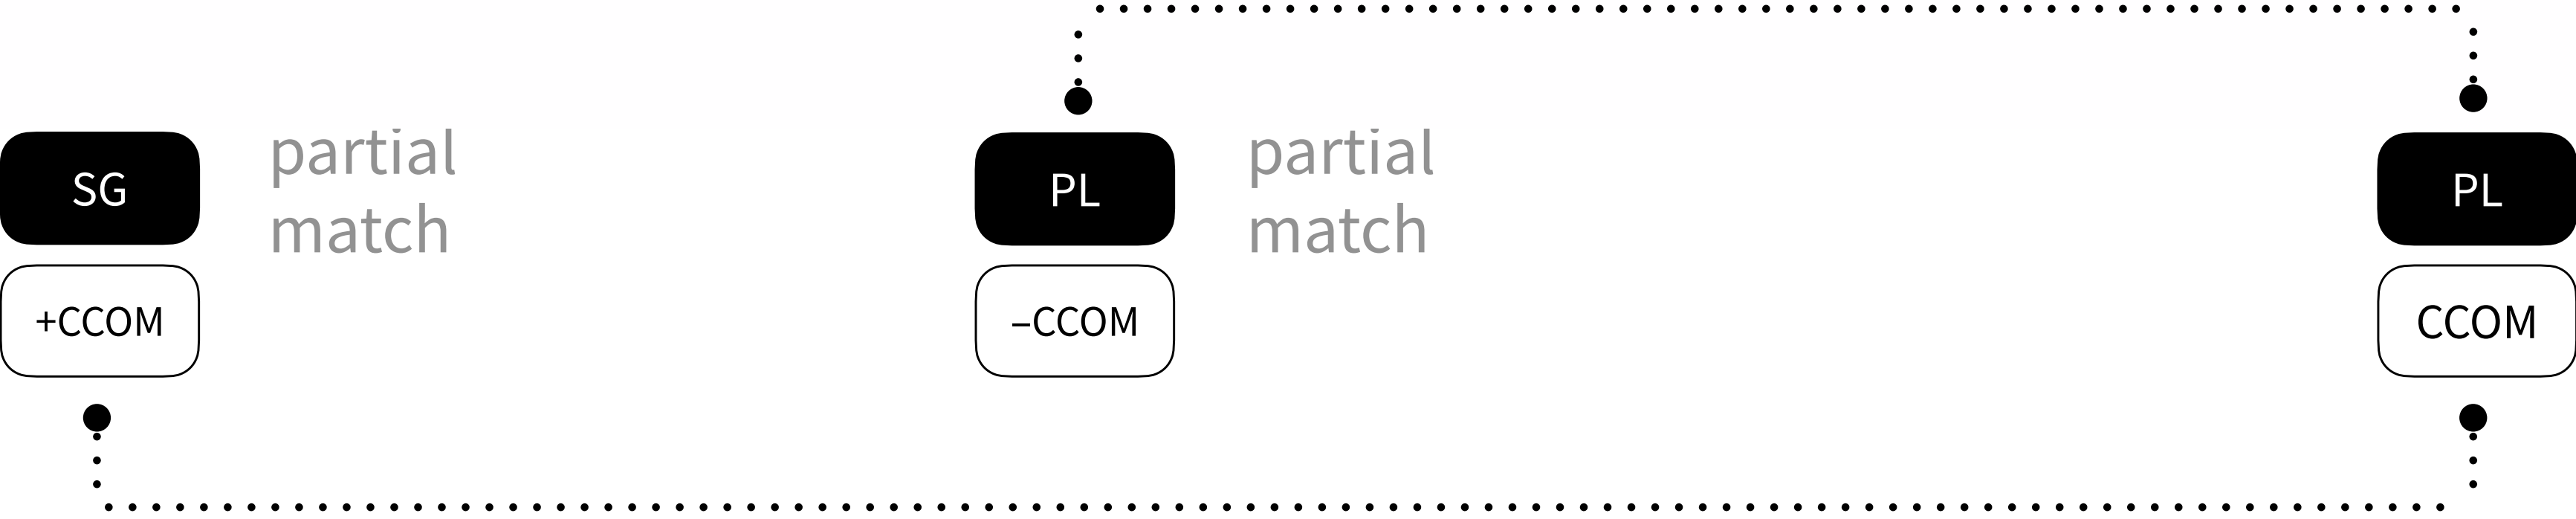 SG
+CCOM
partial
match
PL
–CCOM
partial
match
PL
CCOM